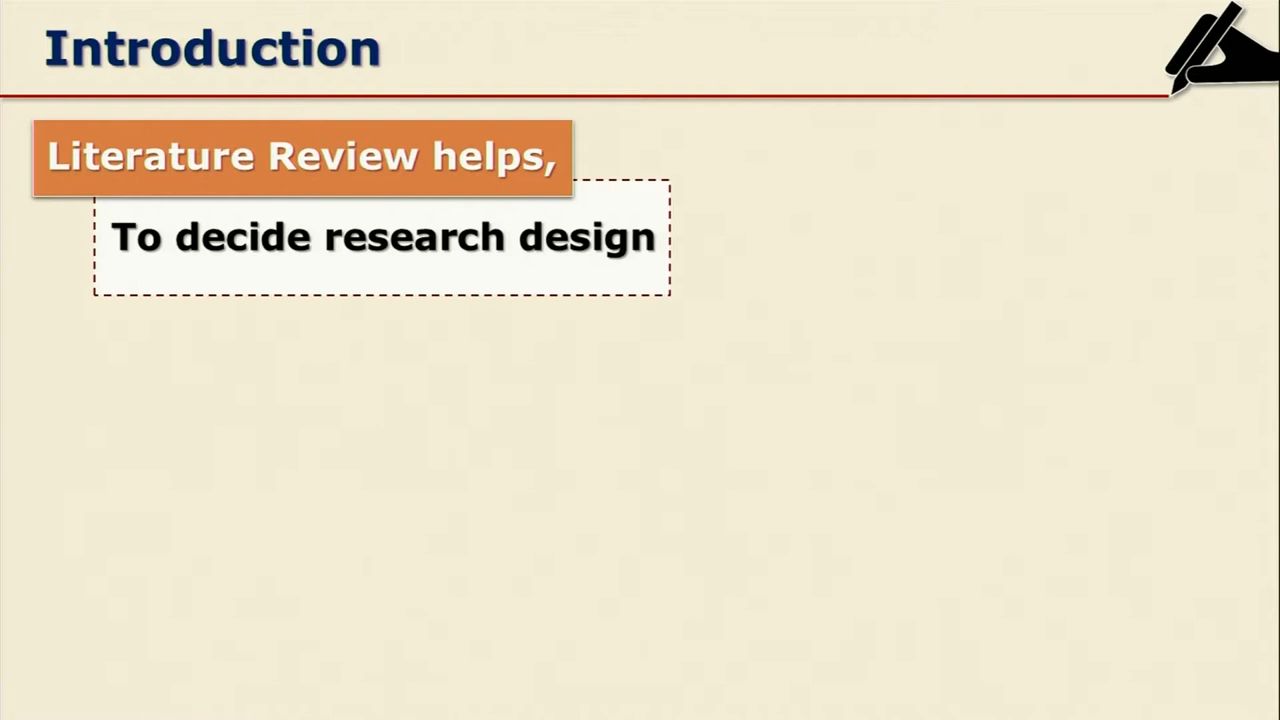 Introduction
Literature Review helps,
To decide research design